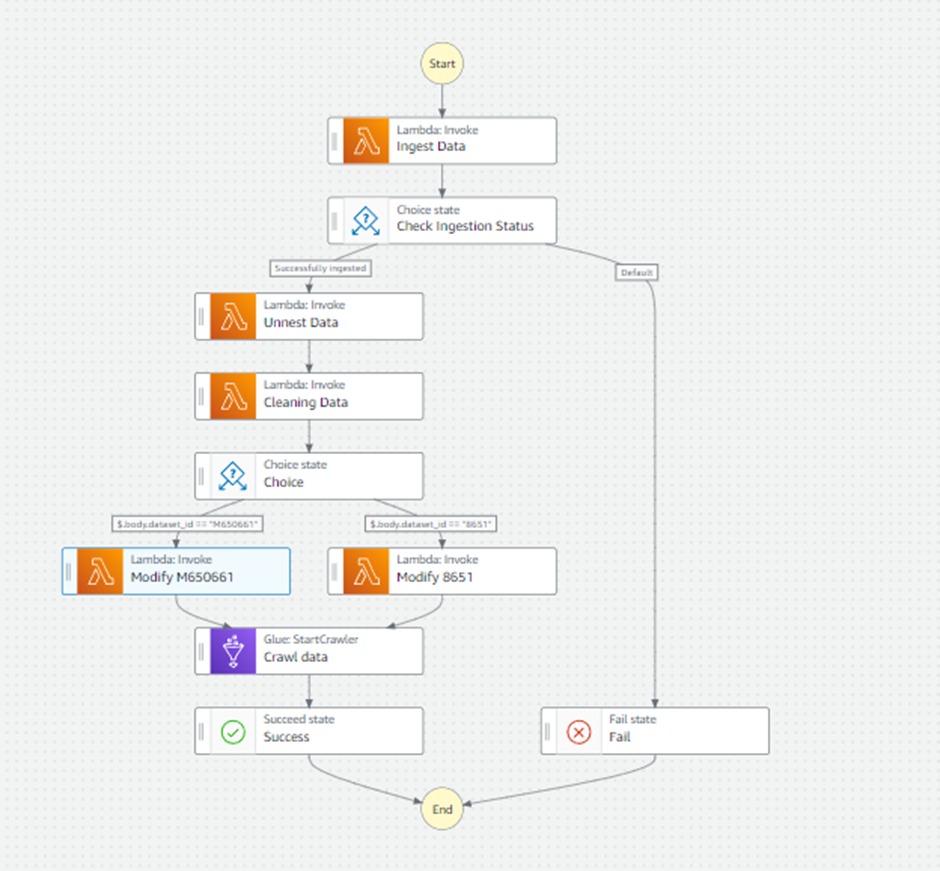 Start
Lambda: Invoke
Ingest Data
Choice state
Check Ingestion Status
Successfully ingested
Default
Lambda: Invoke
Unnest Data
Lambda: Invoke
Cleaning Data
Choice state
Choice
$.body.dataset_id == "M650661"
$.body.dataset_id == "8651"
Lambda: Invoke
Modify M650661
Lambda: Invoke
Modify 8651
Glue: StartCrawler
Crawl data
Succeed state
Success
Fail state
Fail
End